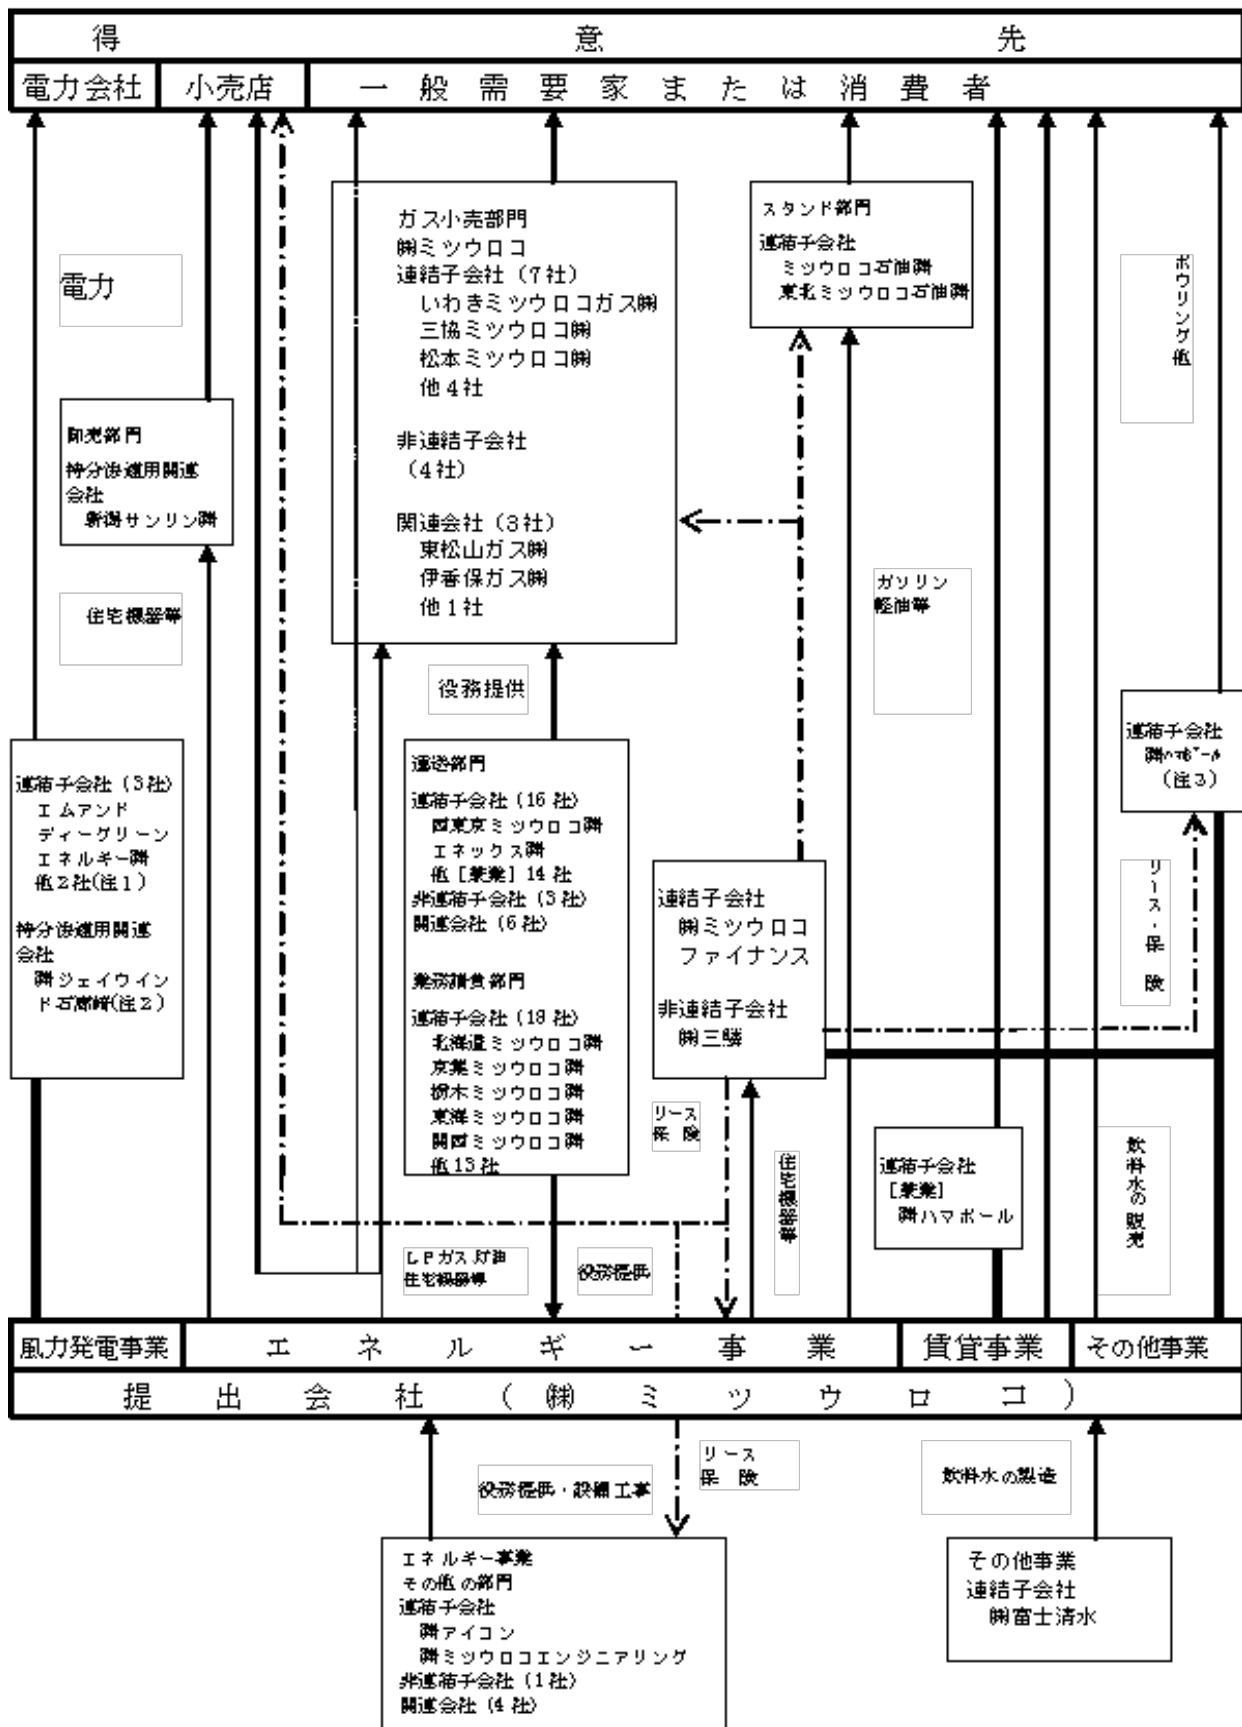 得意先
電力会社
小売店
一般需要家または消費者
ガス小売部門
㈱ミツウロコ
連結子会社（7社）
いわきミツウロコガス㈱
三協ミツウロコ㈱
松本ミツウロコ㈱
他４社
非連結子会社
（4社）
関連会社（3社）
東松山ガス㈱
伊香保ガス㈱
他１社
スタンド部門
連結子会社
ミツウロコ石油㈱
東北ミツウロコ石油㈱
電力
ボウリング他
卸売部門
持分法適用関連
会社
新潟サンリン㈱
住宅機器等
ガソリン
軽油等
役務提供
連結子会社（3社）
エムアンド
ディーグリーン
エネルギー㈱
他２社(注１)
持分法適用関連
会社
㈱ジェイウイン
ド石廊崎(注２)
運送部門
連結子会社（16社）
西東京ミツウロコ㈱
エネックス㈱
他［兼業］14社
非連結子会社（3社）
関連会社（6社）
業務請負部門
連結子会社（18社）
北海道ミツウロコ㈱
京葉ミツウロコ㈱
栃木ミツウロコ㈱
東海ミツウロコ㈱
関西ミツウロコ㈱
他13社
連結子会社
㈱ミツウロコ
ファイナンス
非連結子会社
㈱三鱗
連結子会社
㈱ﾊﾏﾎﾞｰﾙ
（注３）
リース・保険
リース
保険
住宅機器等
連結子会社
［兼業］
㈱ハマボール
飲料水の販売
ＬＰガス灯油
住宅機器等
役務提供
風力発電事業
エネルギー事業
賃貸事業
その他事業
提出会社（㈱ミツウロコ）
役務提供・設備工事
リース
保険
飲料水の製造
エネルギー事業
その他の部門
連結子会社
㈱アイコン
㈱ミツウロコエンジニアリング
非連結子会社（1社）
関連会社（4社）
その他事業
連結子会社
㈱富士清水